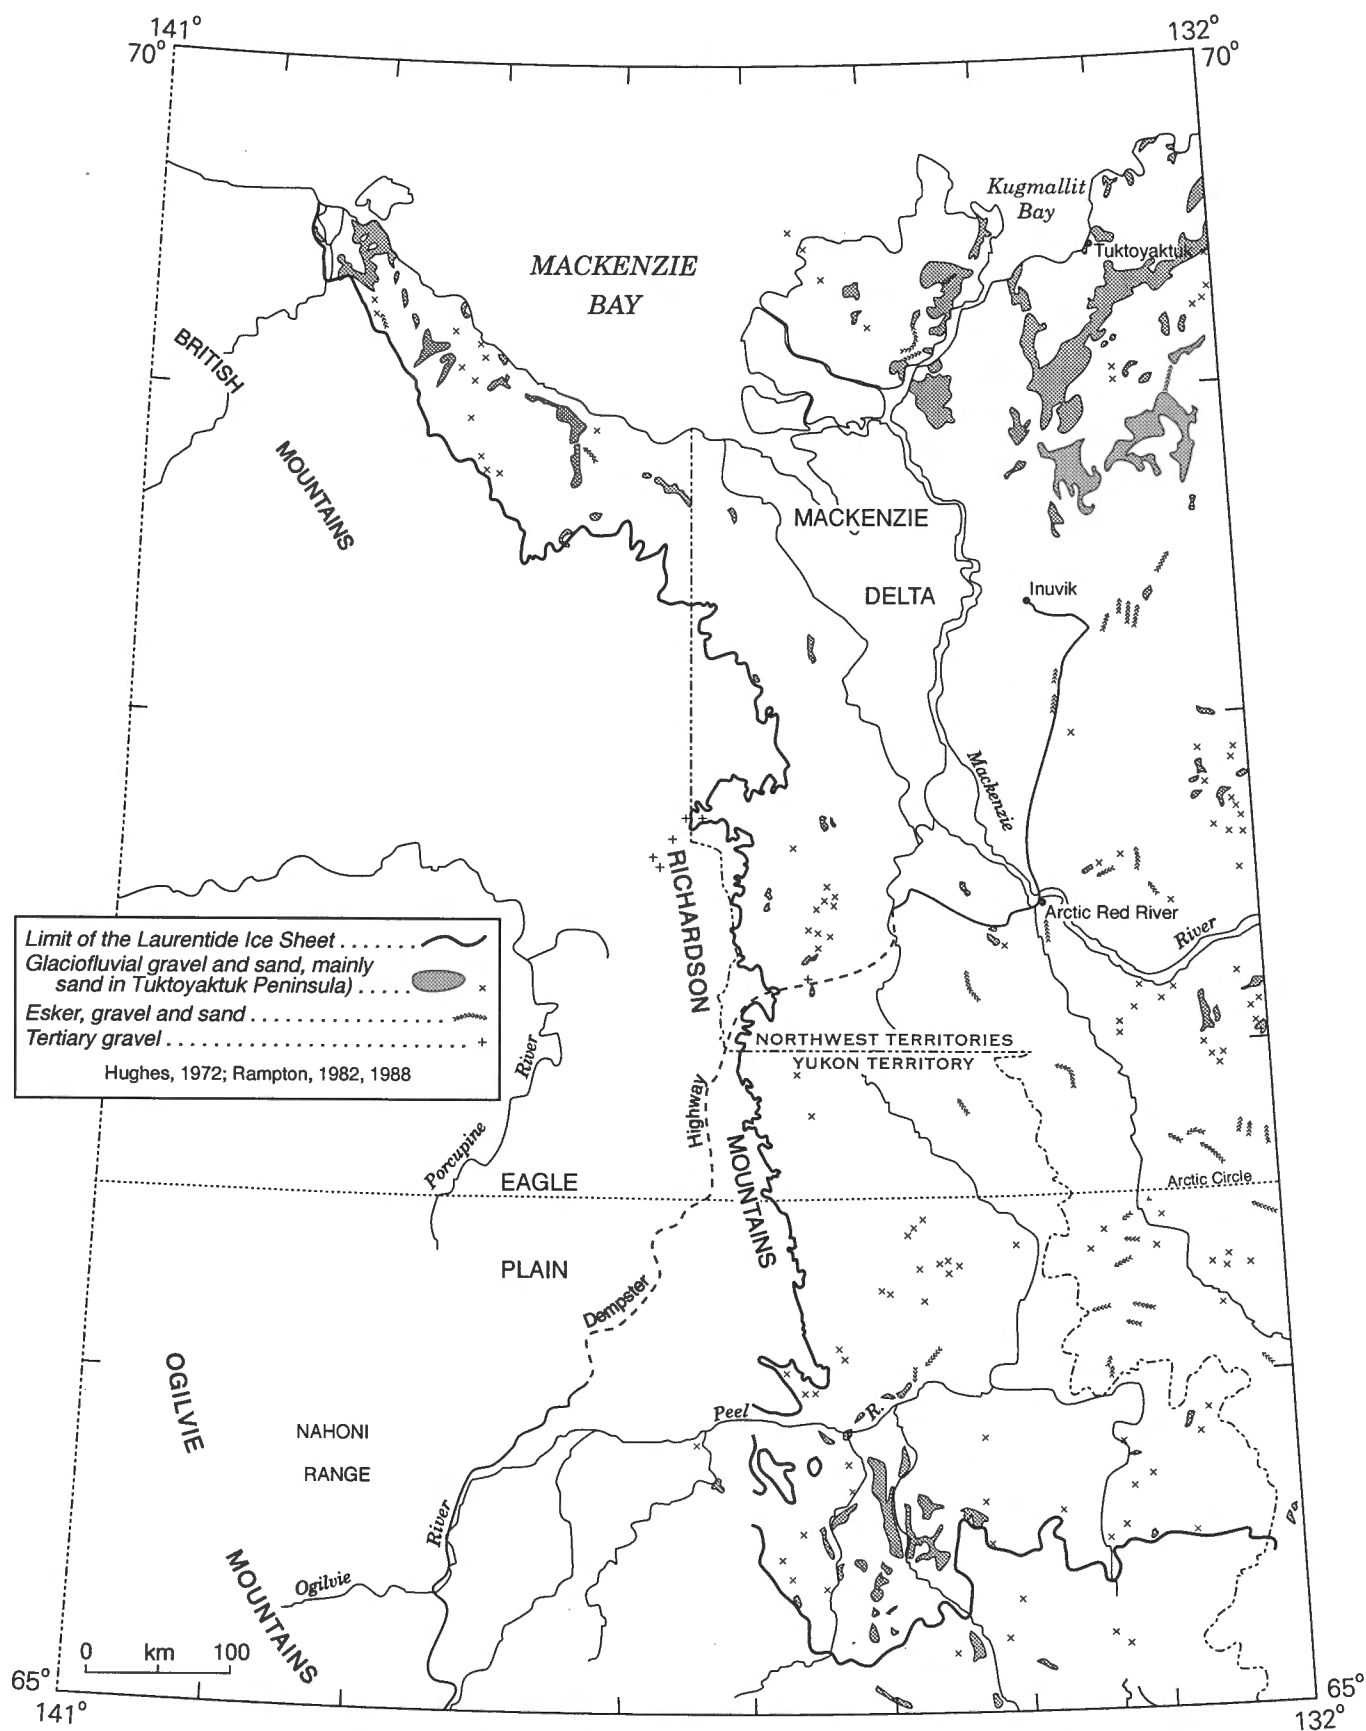 141° 132°
70° 70°
Kugmallit
Bay
Tuktoyaktuk
MACKENZIE
BAY
BRITISH
MOUNTAINS
MACKENZIE
DELTA
Inuvik
Mackenzie
RICHARDSON
Arctic Red River
River
Limit of the Laurentide Ice Sheet . . . . . . .
Glaciofluvial gravel and sand, mainly
sand in Tuktoyaktuk Peninsula) . . . . . x
Esker, gravel and sand . . . . . . . . . . . . . . . . .
Tertiary gravel . . . . . . . . . . . . . . . . . . . . . . . . . +
Hughes, 1972; Rampton, 1982, 1988
NORTHWEST TERRITORIES
YUKON TERRITORY
River
Highway
Porcupine
MOUNTAINS
EAGLE
Arctic Circle
PLAIN
Dempster
OGILVIE
Peel
R.
NAHONI
RANGE
River
MOUNTAINS
Ogilvie
0 km 100
65° 65°
141° 132°